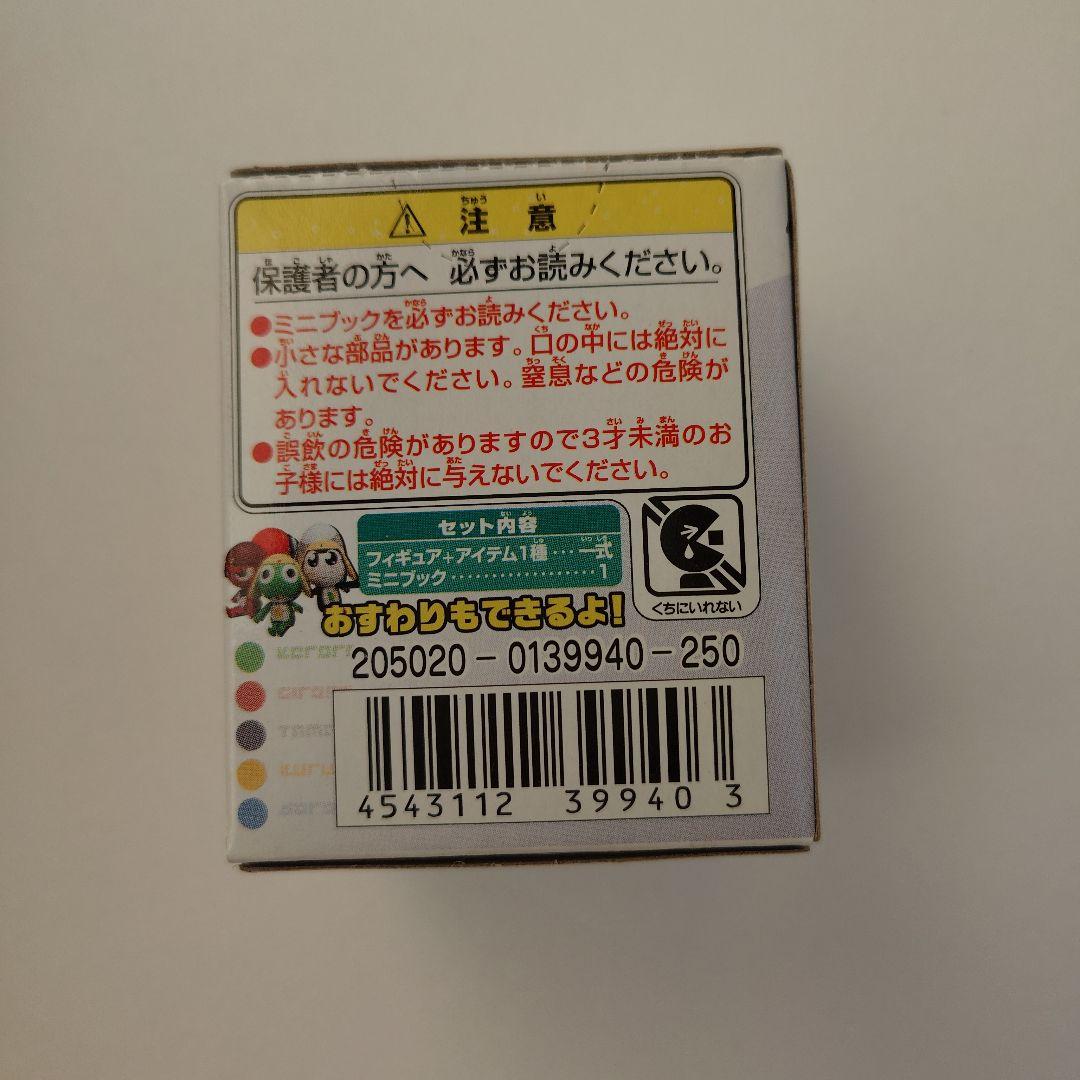 注意
保護者の方へ 必ずお読みください。
●ミニブックを必ずお読みください。
●小さな部品があります。口の中には絶対に
入れないでください。窒息などの危険が
あります。
●誤飲の危険がありますので3才未満のお
子様には絶対に与えないでください。
セット内容
フィギュア+アイテム1種…一式
ミニブック…………………1
くちにいれない
おすわりもできるよ!
205020-0139940-250
4543112 39940 3